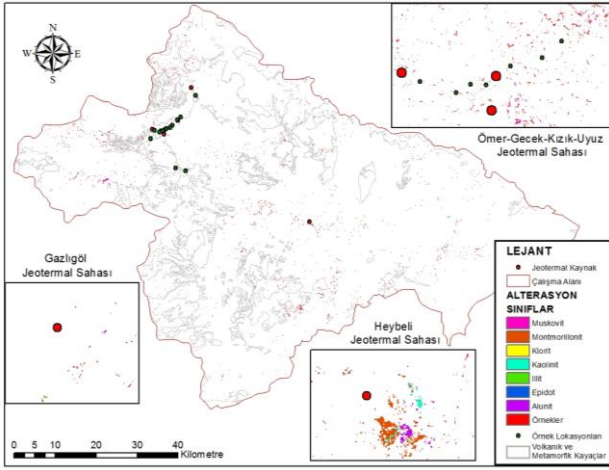 N
W E
S
Ömer-Gecek-Kızık-Uyuz
Jeotermal Sahası
Gazlıgöl
Jeotermal Sahası
Heybeli
Jeotermal Sahası
0 5 10 20 30 40
Kilometre
LEJANT
Jeotermal Kaynak
Çalışma Alanı
ALTERASYON
SINIFLAR
Muskovit
Montmorillonit
Klorit
Kaolinit
Illit
Epidot
Alunit
Örnekler
Örnek Lokasyonları
Volkanik ve
Metamorfik Kayaçlar